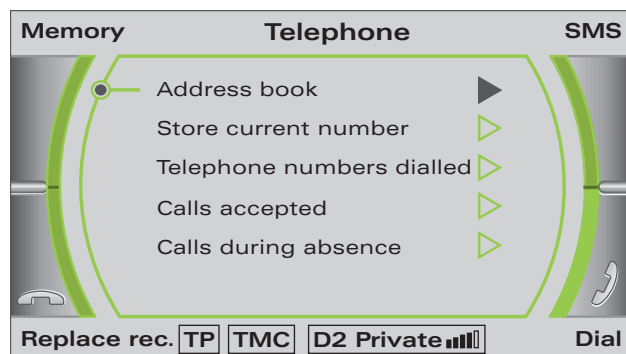 Memory Telephone SMS
Address book
Store current number
Telephone numbers dialled
Calls accepted
Calls during absence
Replace rec. TP TMC D2 Private Dial